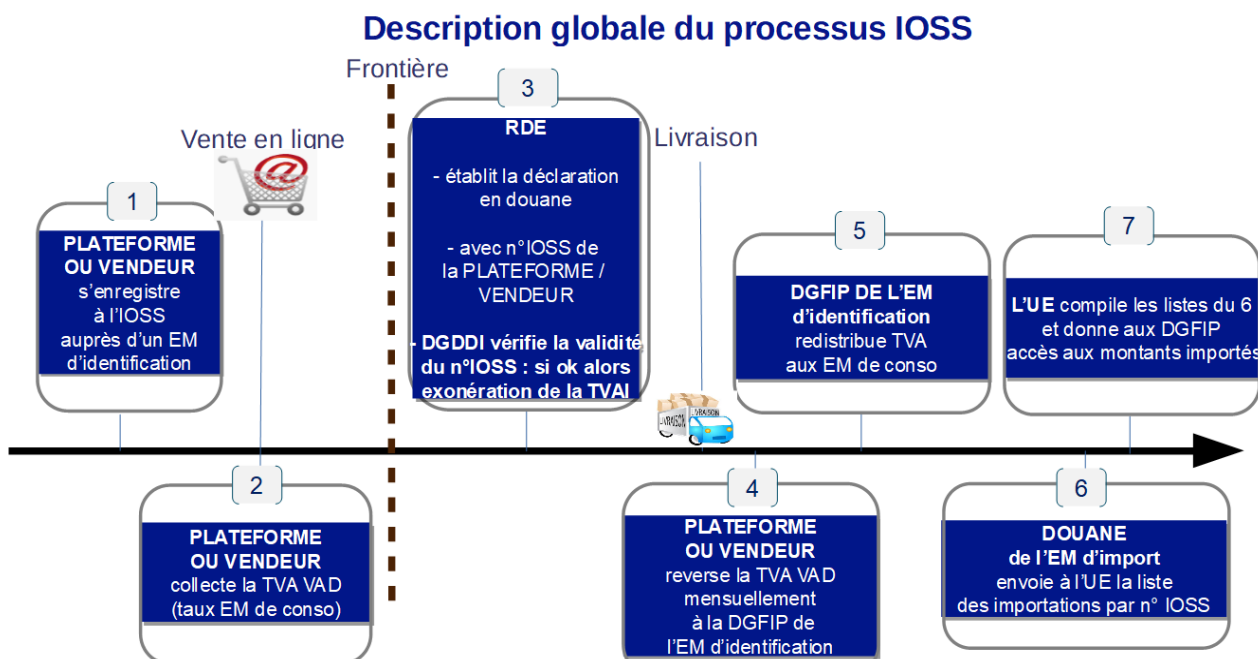 Description globale du processus IOSS
Frontière
Vente en ligne
Livraison
1
PLATEFORME
OU VENDEUR
s’enregistre
à l’IOSS
auprès d’un EM
d’identification
2
PLATEFORME
OU VENDEUR
collecte la TVA VAD
(taux EM de conso)
3
RDE
- établit la déclaration
en douane
- avec n°IOSS de
la PLATEFORME /
VENDEUR
- DGDDI vérifie la validité
du n°IOSS : si ok alors
exonération de la TVAI
LIVRAISON
LIVRAISON
4
PLATEFORME
OU VENDEUR
reverse la TVA VAD
mensuellement
à la DGFIP de
l’EM d’identification
5
DGFIP DE L’EM
d’identification
redistribue TVA
aux EM de conso
6
DOUANE
de l’EM d’import
envoie à l’UE la liste
des importations par n° IOSS
7
L’UE compile les listes du 6
et donne aux DGFIP
accès aux montants importés